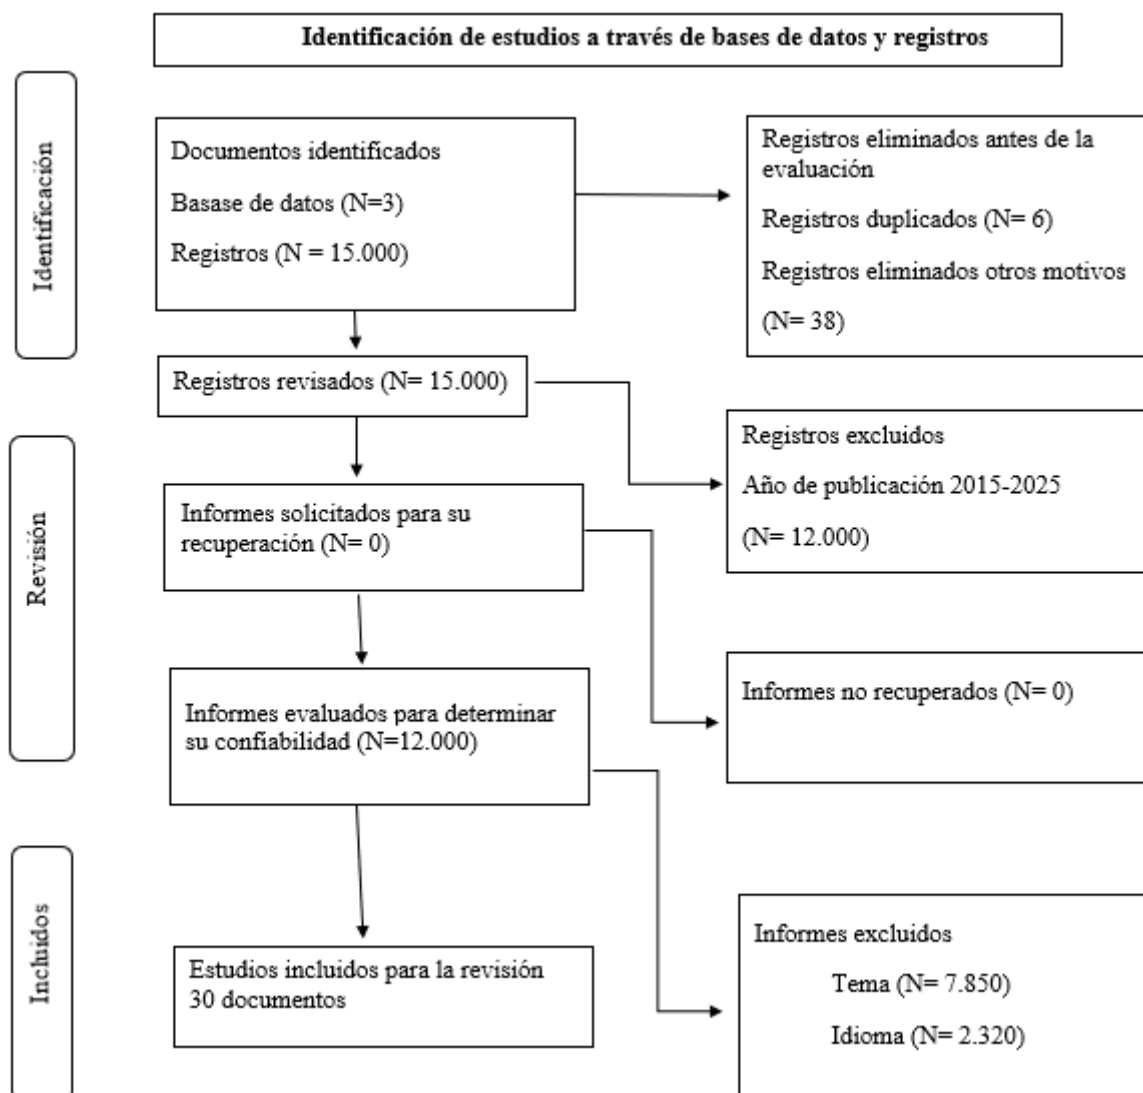 Identificación de estudios a través de bases de datos y registros
Identificación
Documentos identificados
Basase de datos (N=3)
Registros (N = 15.000)
Registros eliminados antes de la
evaluación
Registros duplicados (N= 6)
Registros eliminados otros motivos
(N= 38)
Registros revisados (N= 15.000)
Registros excluidos
Año de publicación 2015-2025
(N= 12.000)
Revisión
Informes solicitados para su
recuperación (N= 0)
Informes no recuperados (N= 0)
Informes evaluados para determinar
su confiabilidad (N=12.000)
Informes excluidos
Tema (N= 7.850)
Idioma (N= 2.320)
Incluidos
Estudios incluidos para la revisión
30 documentos